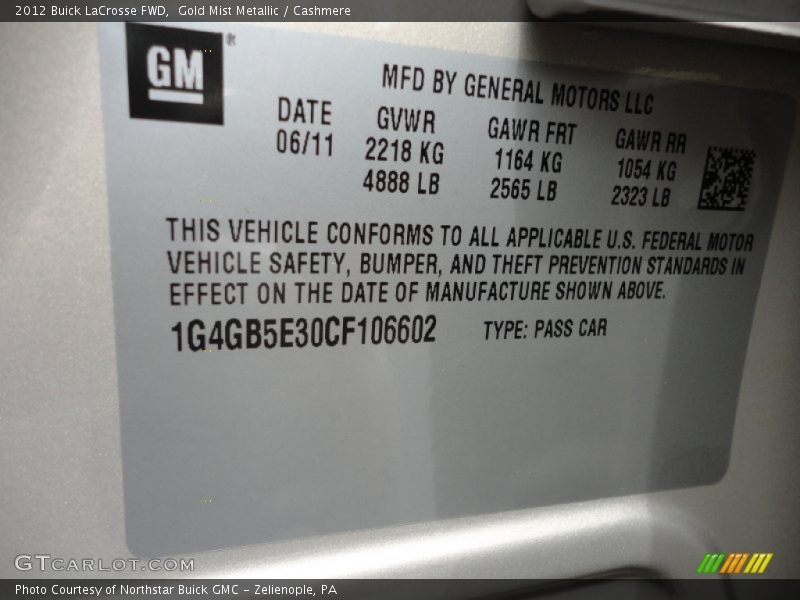 2012 Buick LaCrosse FWD,  Gold Mist Metallic / Cashmere
GM ®
MFD BY GENERAL MOTORS LLC
DATE GVWR GAWR FRT GAWR RR
06/11 2218 KG 1164 KG 1054 KG
4888 LB 2565 LB 2323 LB
THIS VEHICLE CONFORMS TO ALL APPLICABLE U.S. FEDERAL MOTOR
VEHICLE SAFETY, BUMPER, AND THEFT PREVENTION STANDARDS IN
EFFECT ON THE DATE OF MANUFACTURE SHOWN ABOVE.
1G4GB5E30CF106602 TYPE: PASS CAR
GTcarlot.com
Photo Courtesy of Northstar Buick GMC - Zelienople, PA